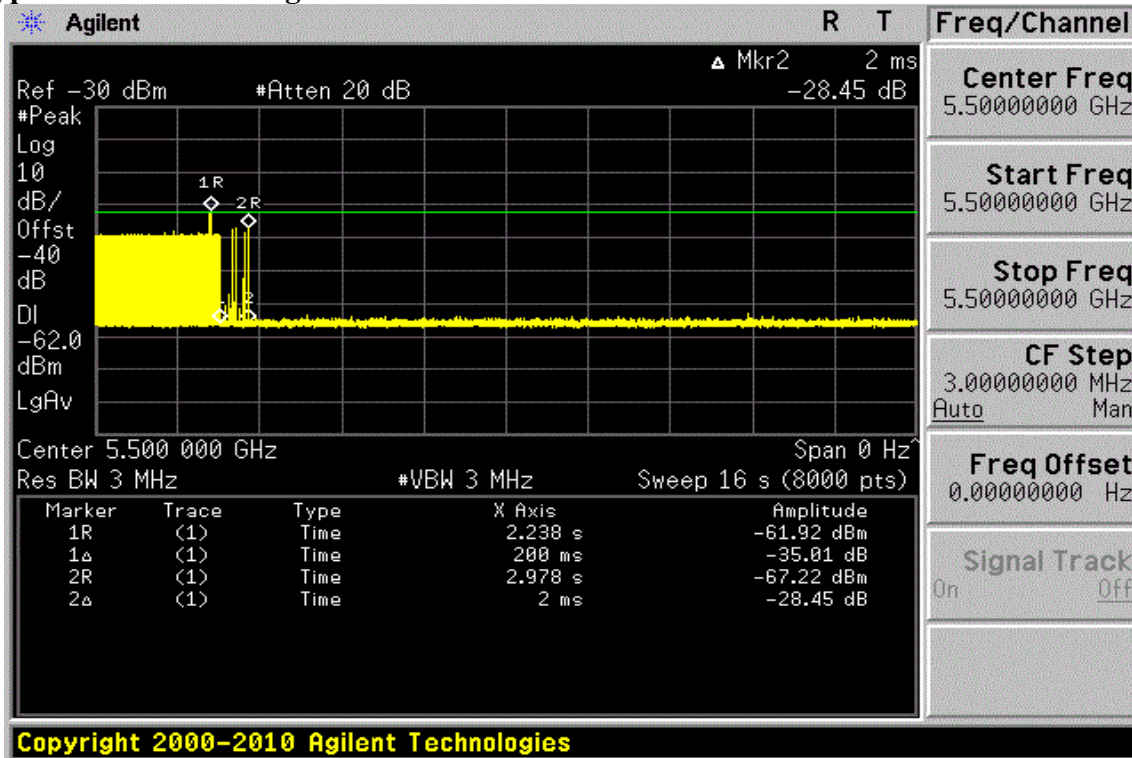 Agilent
R T
Freq/Channel
▵ Mkr2 2 ms
Ref -30 dBm #Atten 20 dB -28.45 dB
#Peak
Log
10
dB/
Offst
-40
dB
DI
-62.0
dBm
LgAv
1R
2R
2
Center 5.500 000 GHz Span 0 Hz^
Res BW 3 MHz #VBW 3 MHz Sweep 16 s (8000 pts)
Marker Trace Type X Axis Amplitude
1R (1) Time 2.238 s -61.92 dBm
1▵ (1) Time 200 ms -35.01 dB
2R (1) Time 2.978 s -67.22 dBm
2▵ (1) Time 2 ms -28.45 dB
Center Freq
5.50000000 GHz
Start Freq
5.50000000 GHz
Stop Freq
5.50000000 GHz
CF Step
3.00000000 MHz
Auto Man
Freq Offset
0.00000000 Hz
Signal Track
On Off
Copyright 2000-2010 Agilent Technologies